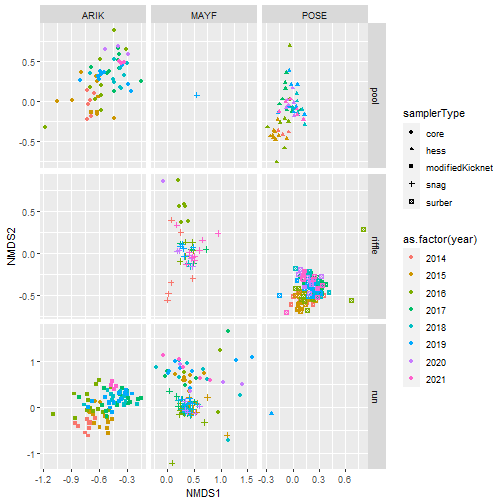 ARIK MAYF POSE
0.5
0.0
-0.5
pool
0.5
0.0
-0.5
riffle
1
0
-1
run
-1.2 -0.9 -0.6 -0.3 0.0 0.5 1.0 1.5 -0.3 0.0 0.3 0.6
NMDS1
NMDS2
samplerType
core
hess
modifiedKicknet
snag
surber
as.factor(year)
2014
2015
2016
2017
2018
2019
2020
2021